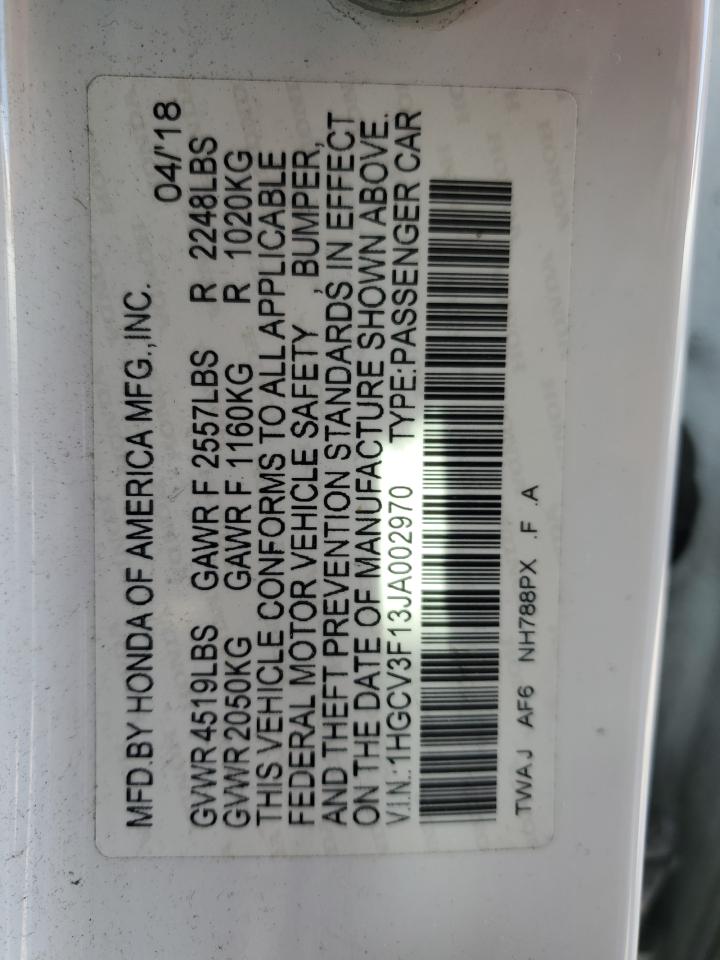 MFD.BY HONDA OF AMERICA MFG.,INC. 04/'18
GVWR 4519LBS GAWR F 2557LBS R 2248LBS
GVWR 2050KG GAWR F 1160KG R 1020KG
THIS VEHICLE CONFORMS TO ALL APPLICABLE
FEDERAL MOTOR VEHICLE SAFETY , BUMPER,
AND THEFT PREVENTION STANDARDS IN EFFECT
ON THE DATE OF MANUFACTURE SHOWN ABOVE.
V.I.N.:1HGCV3F13JA002970 TYPE:PASSENGER CAR
TWAJ AF6 NH788PX .F .A